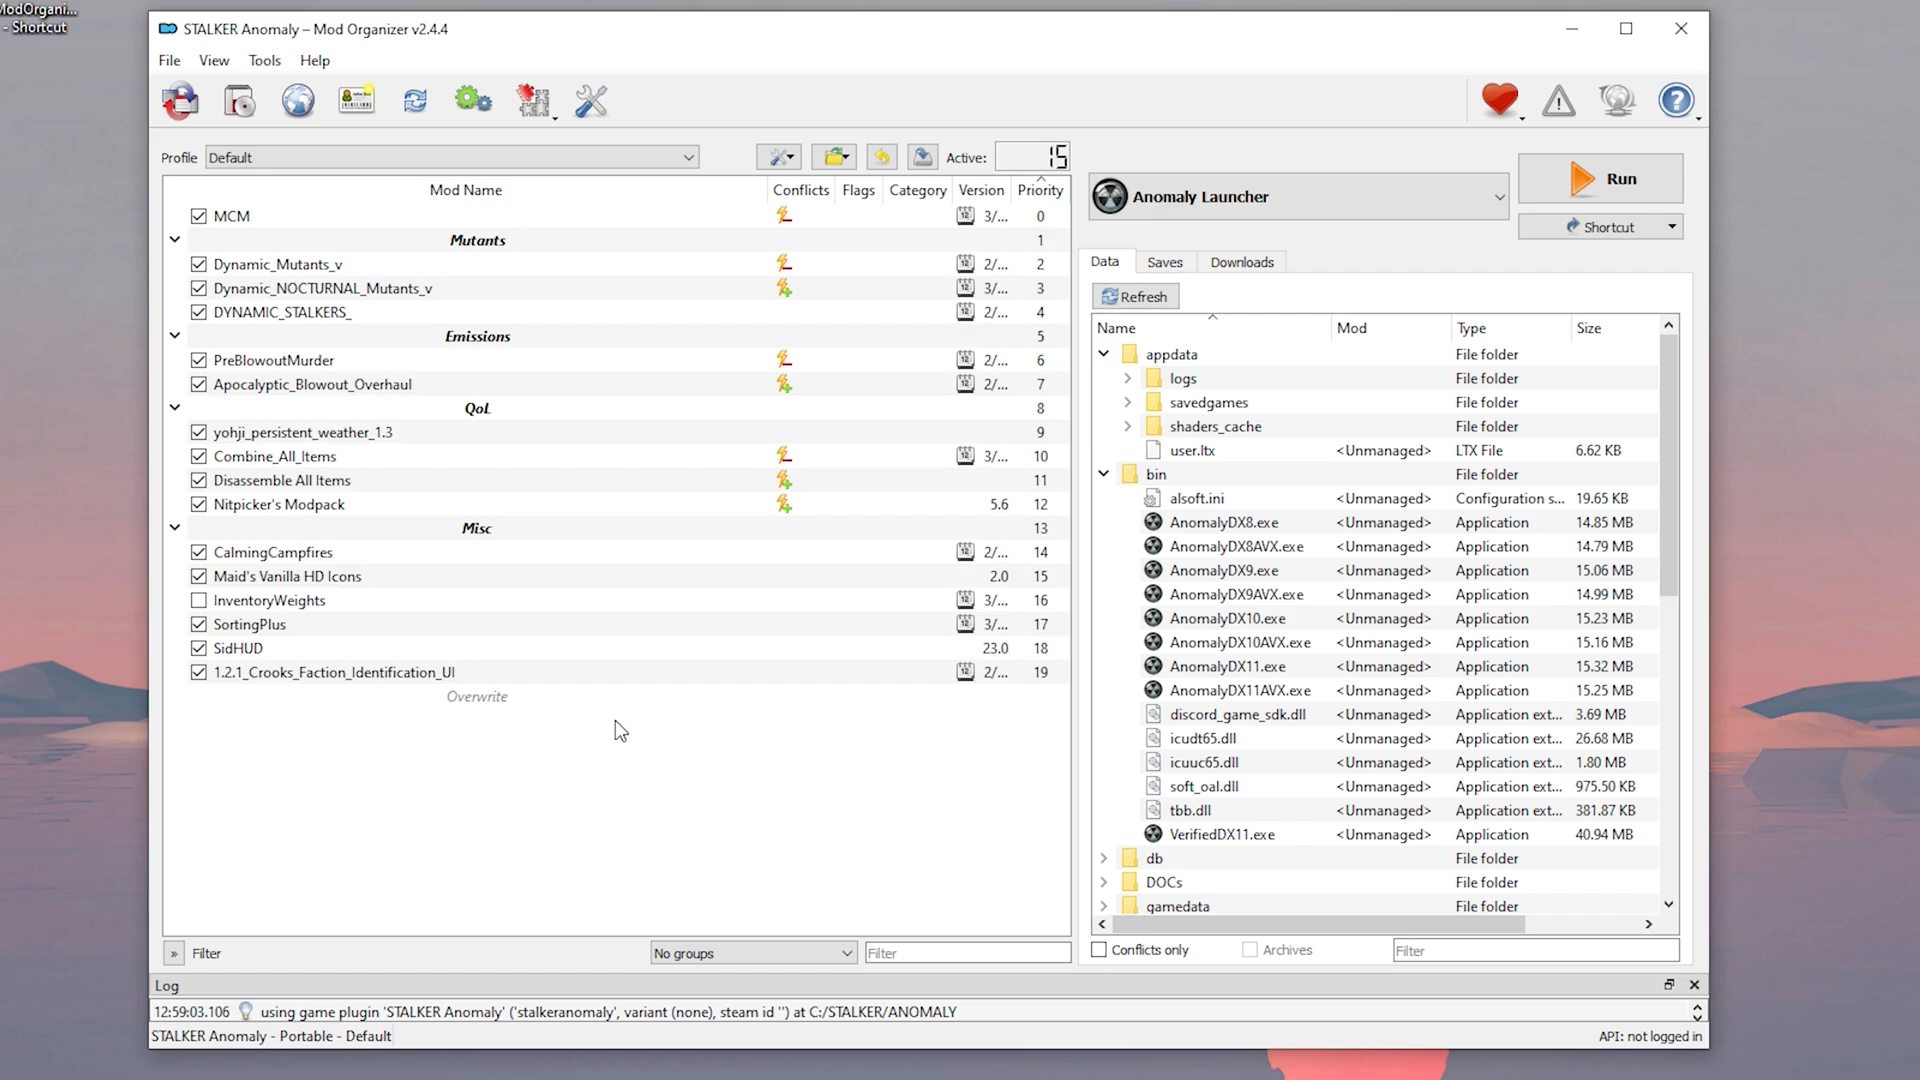 ModOrgani...
- Shortcut
STALKER Anomaly – Mod Organizer v2.4.4
File View Tools Help
Profile Default Active: 15
Mod Name Conflicts Flags Category Version Priority
MCM 3/... 0
Mutants 1
Dynamic_Mutants_v 2/... 2
Dynamic_NOCTURNAL_Mutants_v 3/... 3
DYNAMIC_STALKERS_ 2/... 4
Emissions 5
PreBlowoutMurder 2/... 6
Apocalyptic_Blowout_Overhaul 2/... 7
QoL 8
yohji_persistent_weather_1.3 9
Combine_All_Items 3/... 10
Disassemble All Items 11
Nitpicker's Modpack 5.6 12
Misc 13
CalmingCampfires 2/... 14
Maid's Vanilla HD Icons 2.0 15
InventoryWeights 3/... 16
SortingPlus 3/... 17
SidHUD 23.0 18
1.2.1_Crooks_Faction_Identification_UI 2/... 19
Overwrite
» Filter No groups Filter
Anomaly Launcher
Run
Shortcut
Data Saves Downloads
Refresh
Name Mod Type Size
appdata File folder
logs File folder
savedgames File folder
shaders_cache File folder
user.ltx <Unmanaged> LTX File 6.62 KB
bin File folder
alsoft.ini <Unmanaged> Configuration s... 19.65 KB
AnomalyDX8.exe <Unmanaged> Application 14.85 MB
AnomalyDX8AVX.exe <Unmanaged> Application 14.79 MB
AnomalyDX9.exe <Unmanaged> Application 15.06 MB
AnomalyDX9AVX.exe <Unmanaged> Application 14.99 MB
AnomalyDX10.exe <Unmanaged> Application 15.23 MB
AnomalyDX10AVX.exe <Unmanaged> Application 15.16 MB
AnomalyDX11.exe <Unmanaged> Application 15.32 MB
AnomalyDX11AVX.exe <Unmanaged> Application 15.25 MB
discord_game_sdk.dll <Unmanaged> Application ext... 3.69 MB
icudt65.dll <Unmanaged> Application ext... 26.68 MB
icuuc65.dll <Unmanaged> Application ext... 1.80 MB
soft_oal.dll <Unmanaged> Application ext... 975.50 KB
tbb.dll <Unmanaged> Application ext... 381.87 KB
VerifiedDX11.exe <Unmanaged> Application 40.94 MB
db File folder
DOCs File folder
gamedata File folder
Conflicts only Archives Filter
Log
12:59:03.106 using game plugin 'STALKER Anomaly' ('stalkeranomaly', variant (none), steam id '') at C:/STALKER/ANOMALY
STALKER Anomaly - Portable - Default API: not logged in